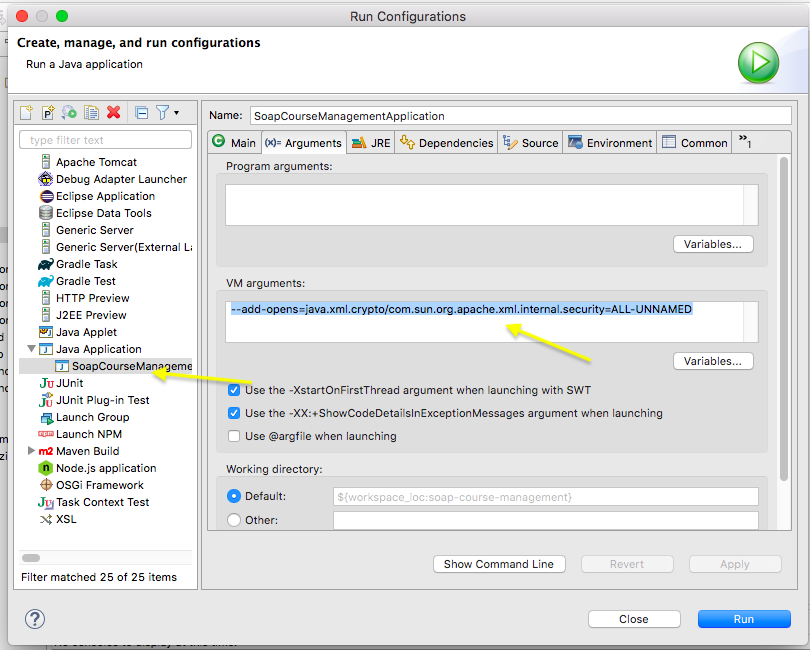 Run Configurations
Create, manage, and run configurations
Run a Java application
type filter text
Apache Tomcat
Debug Adapter Launcher
Eclipse Application
Eclipse Data Tools
Generic Server
Generic Server(External La
Gradle Task
Gradle Test
HTTP Preview
J2EE Preview
Java Applet
Java Application
SoapCourseManageme
JUnit
JUnit Plug-in Test
Launch Group
Launch NPM
Maven Build
Node.js application
OSGi Framework
Task Context Test
XSL
Filter matched 25 of 25 items
Name: SoapCourseManagementApplication
Main (x)= Arguments JRE Dependencies Source Environment Common »1
Program arguments:
Variables...
VM arguments:
--add-opens=java.xml.crypto/com.sun.org.apache.xml.internal.security=ALL-UNNAMED
Variables...
Use the -XstartOnFirstThread argument when launching with SWT
Use the -XX:+ShowCodeDetailsInExceptionMessages argument when launching
Use @argfile when launching
Working directory:
Default: ${workspace_loc:soap-course-management}
Other:
Show Command Line Revert Apply
? Close Run